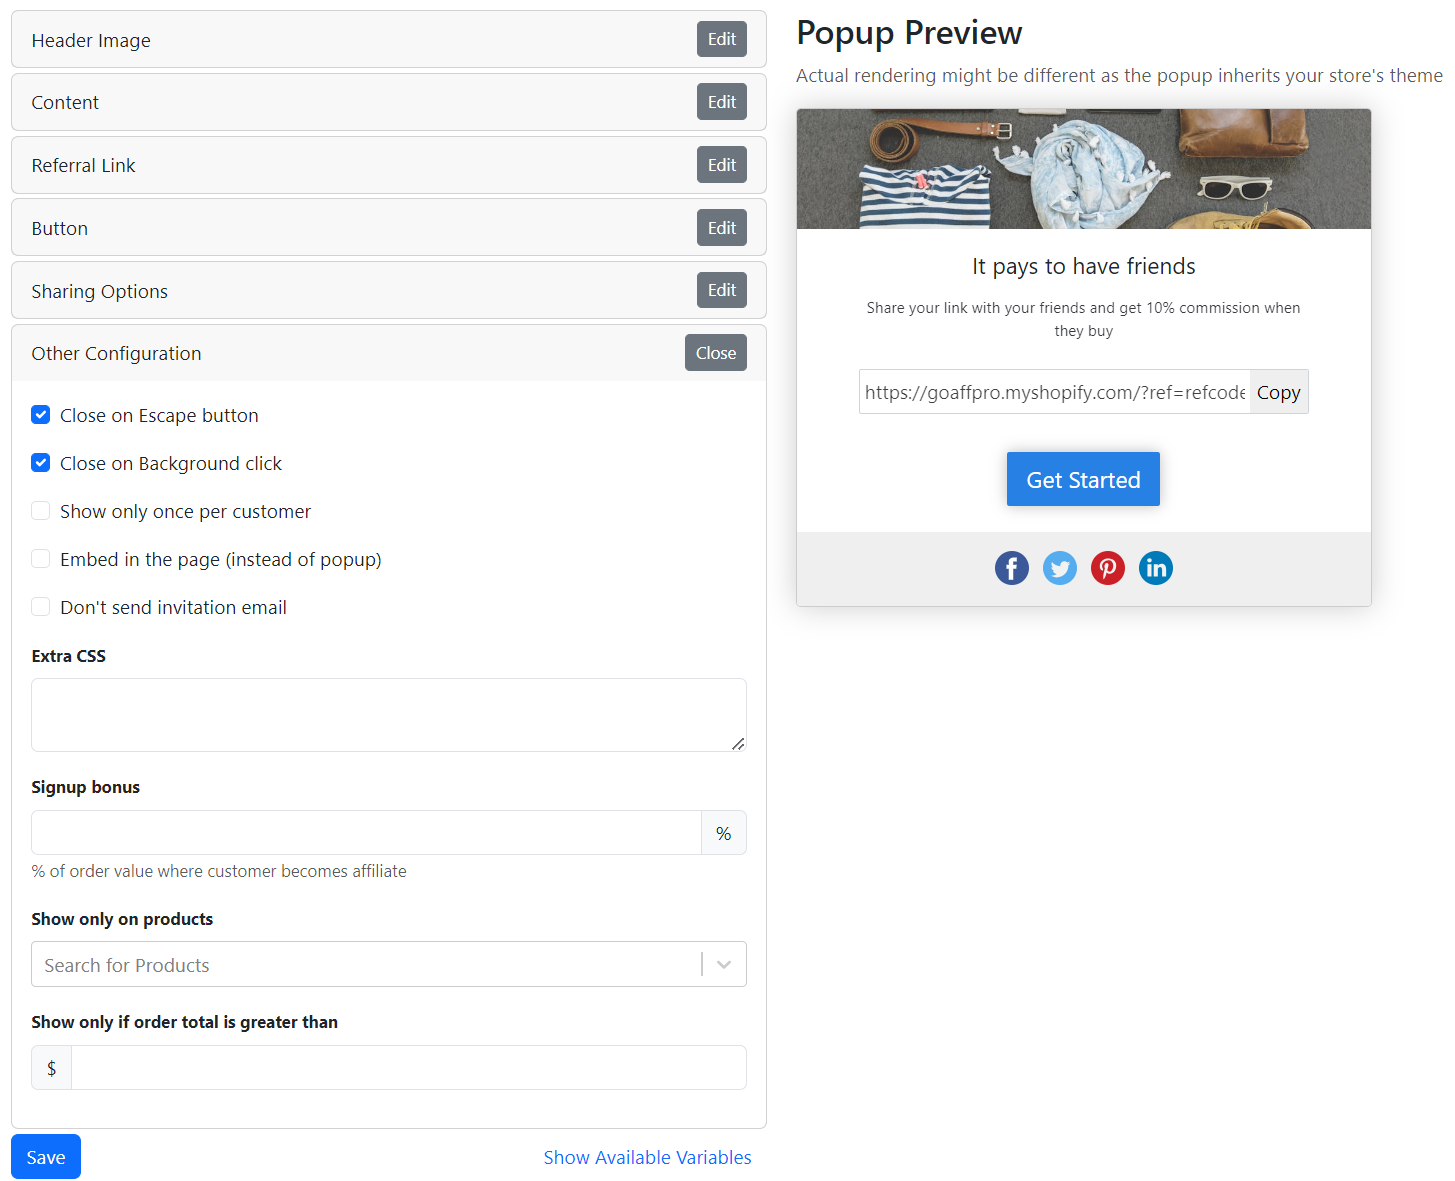 Header Image
Edit
Content
Edit
Referral Link
Edit
Button
Edit
Sharing Options
Edit
Other Configuration
Close
Close on Escape button
Close on Background click
Show only once per customer
Embed in the page (instead of popup)
Don't send invitation email
Extra CSS
Signup bonus
%
% of order value where customer becomes affiliate
Show only on products
Search for Products
Show only if order total is greater than
$
Save
Show Available Variables
Popup Preview
Actual rendering might be different as the popup inherits your store's theme
It pays to have friends
Share your link with your friends and get 10% commission when
they buy
https://goaffpro.myshopify.com/?ref=refcode
Copy
Get Started